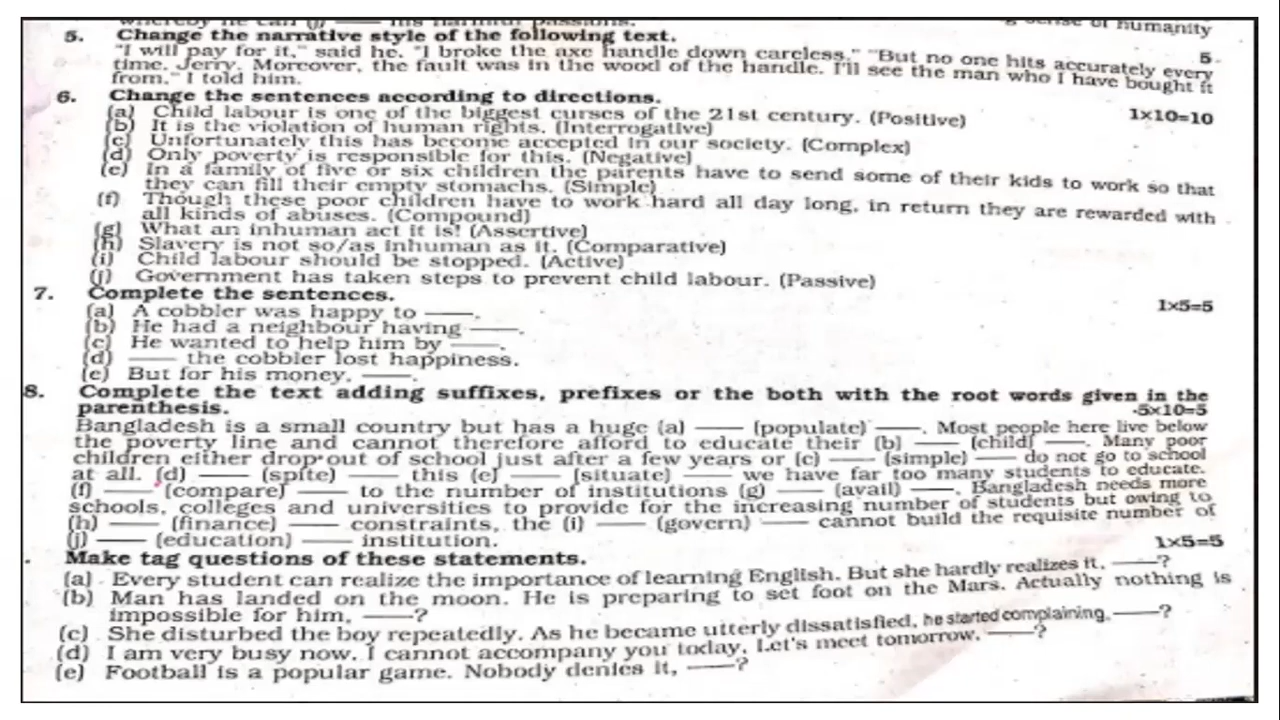 whereby he can (j) —— his harmful passions.
g sense of humanity
5. Change the narrative style of the following text. 5
"I will pay for it," said he. "I broke the axe handle down careless." "But no one hits accurately every
time. Jerry. Moreover, the fault was in the wood of the handle. I'll see the man who I have bought it
from." I told him.
6. Change the sentences according to directions. 1x10=10
(a) Child labour is one of the biggest curses of the 21st century. (Positive)
(b) It is the violation of human rights. (Interrogative)
(c) Unfortunately this has become accepted in our society. (Complex)
(d) Only poverty is responsible for this. (Negative)
(e) In a family of five or six children the parents have to send some of their kids to work so that
they can fill their empty stomachs. (Simple)
(f) Though these poor children have to work hard all day long, in return they are rewarded with
all kinds of abuses. (Compound)
(g) What an inhuman act it is! (Assertive)
(h) Slavery is not so/as inhuman as it. (Comparative)
(i) Child labour should be stopped. (Active)
(j) Government has taken steps to prevent child labour. (Passive)
7. Complete the sentences. 1x5=5
(a) A cobbler was happy to ——.
(b) He had a neighbour having ——.
(c) He wanted to help him by ——.
(d) —— the cobbler lost happiness.
(e) But for his money, ——.
8. Complete the text adding suffixes, prefixes or the both with the root words given in the
parenthesis. .5x10=5
Bangladesh is a small country but has a huge (a) —— (populate) ——. Most people here live below
the poverty line and cannot therefore afford to educate their (b) —— (child) ——. Many poor
children either drop out of school just after a few years or (c) —— (simple) —— do not go to school
at all. (d) —— (spite) —— this (e) —— (situate) —— we have far too many students to educate.
(f) —— (compare) —— to the number of institutions (g) —— (avail) ——. Bangladesh needs more
schools, colleges and universities to provide for the increasing number of students but owing to
(h) —— (finance) —— constraints, the (i) —— (govern) —— cannot build the requisite number of
(j) —— (education) —— institution.
. Make tag questions of these statements. 1x5=5
(a) Every student can realize the importance of learning English. But she hardly realizes it, ——?
(b) Man has landed on the moon. He is preparing to set foot on the Mars. Actually nothing is
impossible for him, ——?
(c) She disturbed the boy repeatedly. As he became utterly dissatisfied, he started complaining, ——?
(d) I am very busy now. I cannot accompany you today. Let's meet tomorrow. ——?
(e) Football is a popular game. Nobody denies it, ——?